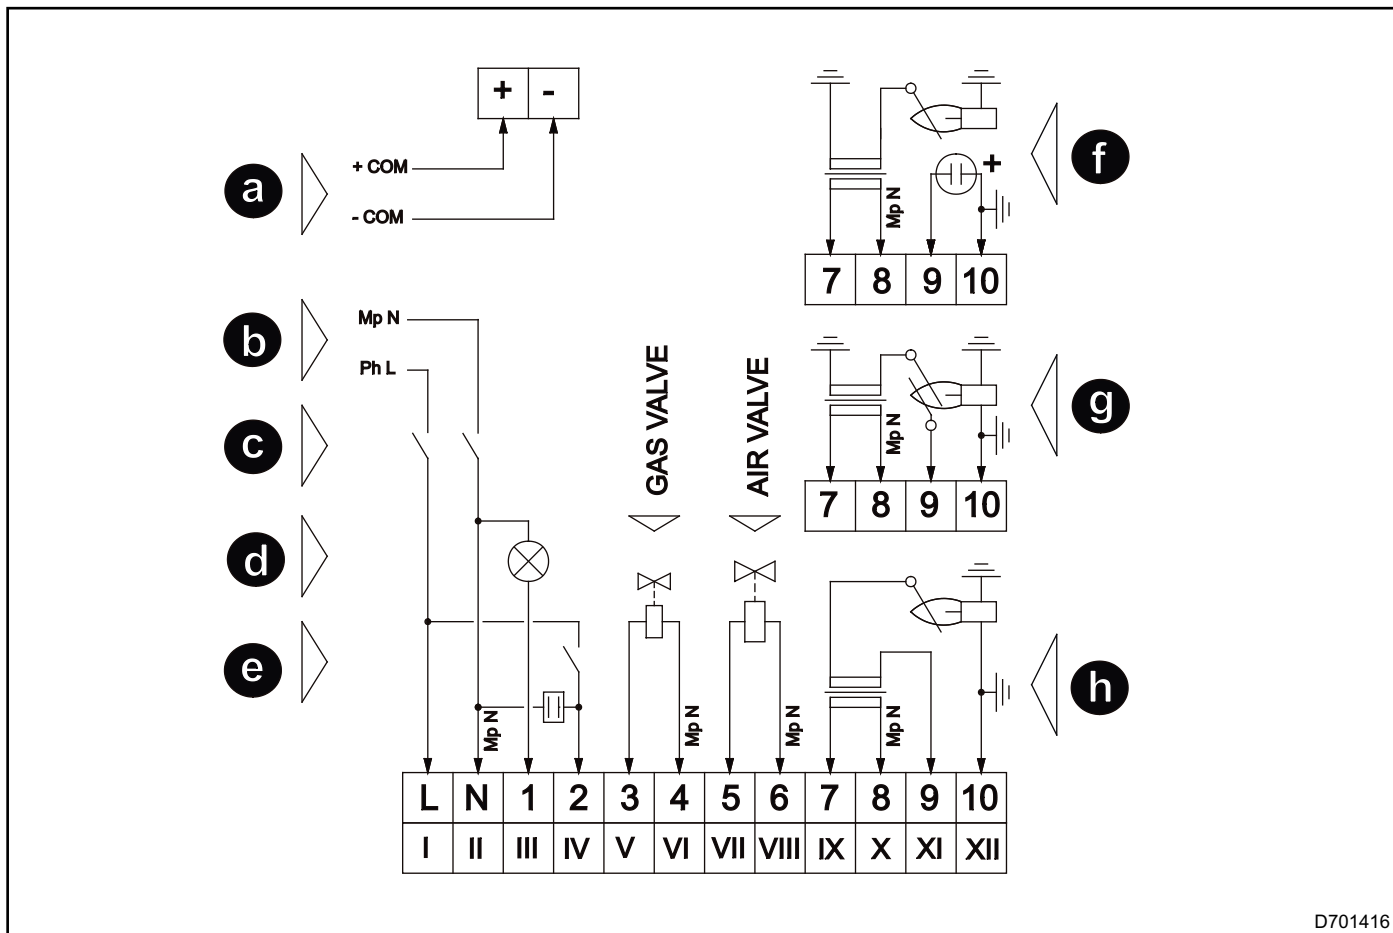 + -
a
+ COM
- COM
b
Mp N
Ph L
c
d
e
Mp N
GAS VALVE
Mp N
AIR VALVE
Mp N
+
f
Mp N
7 8 9 10
g
Mp N
7 8 9 10
h
Mp N
L N 1 2 3 4 5 6 7 8 9 10
I II III IV V VI VII VIII IX X XI XII
D701416